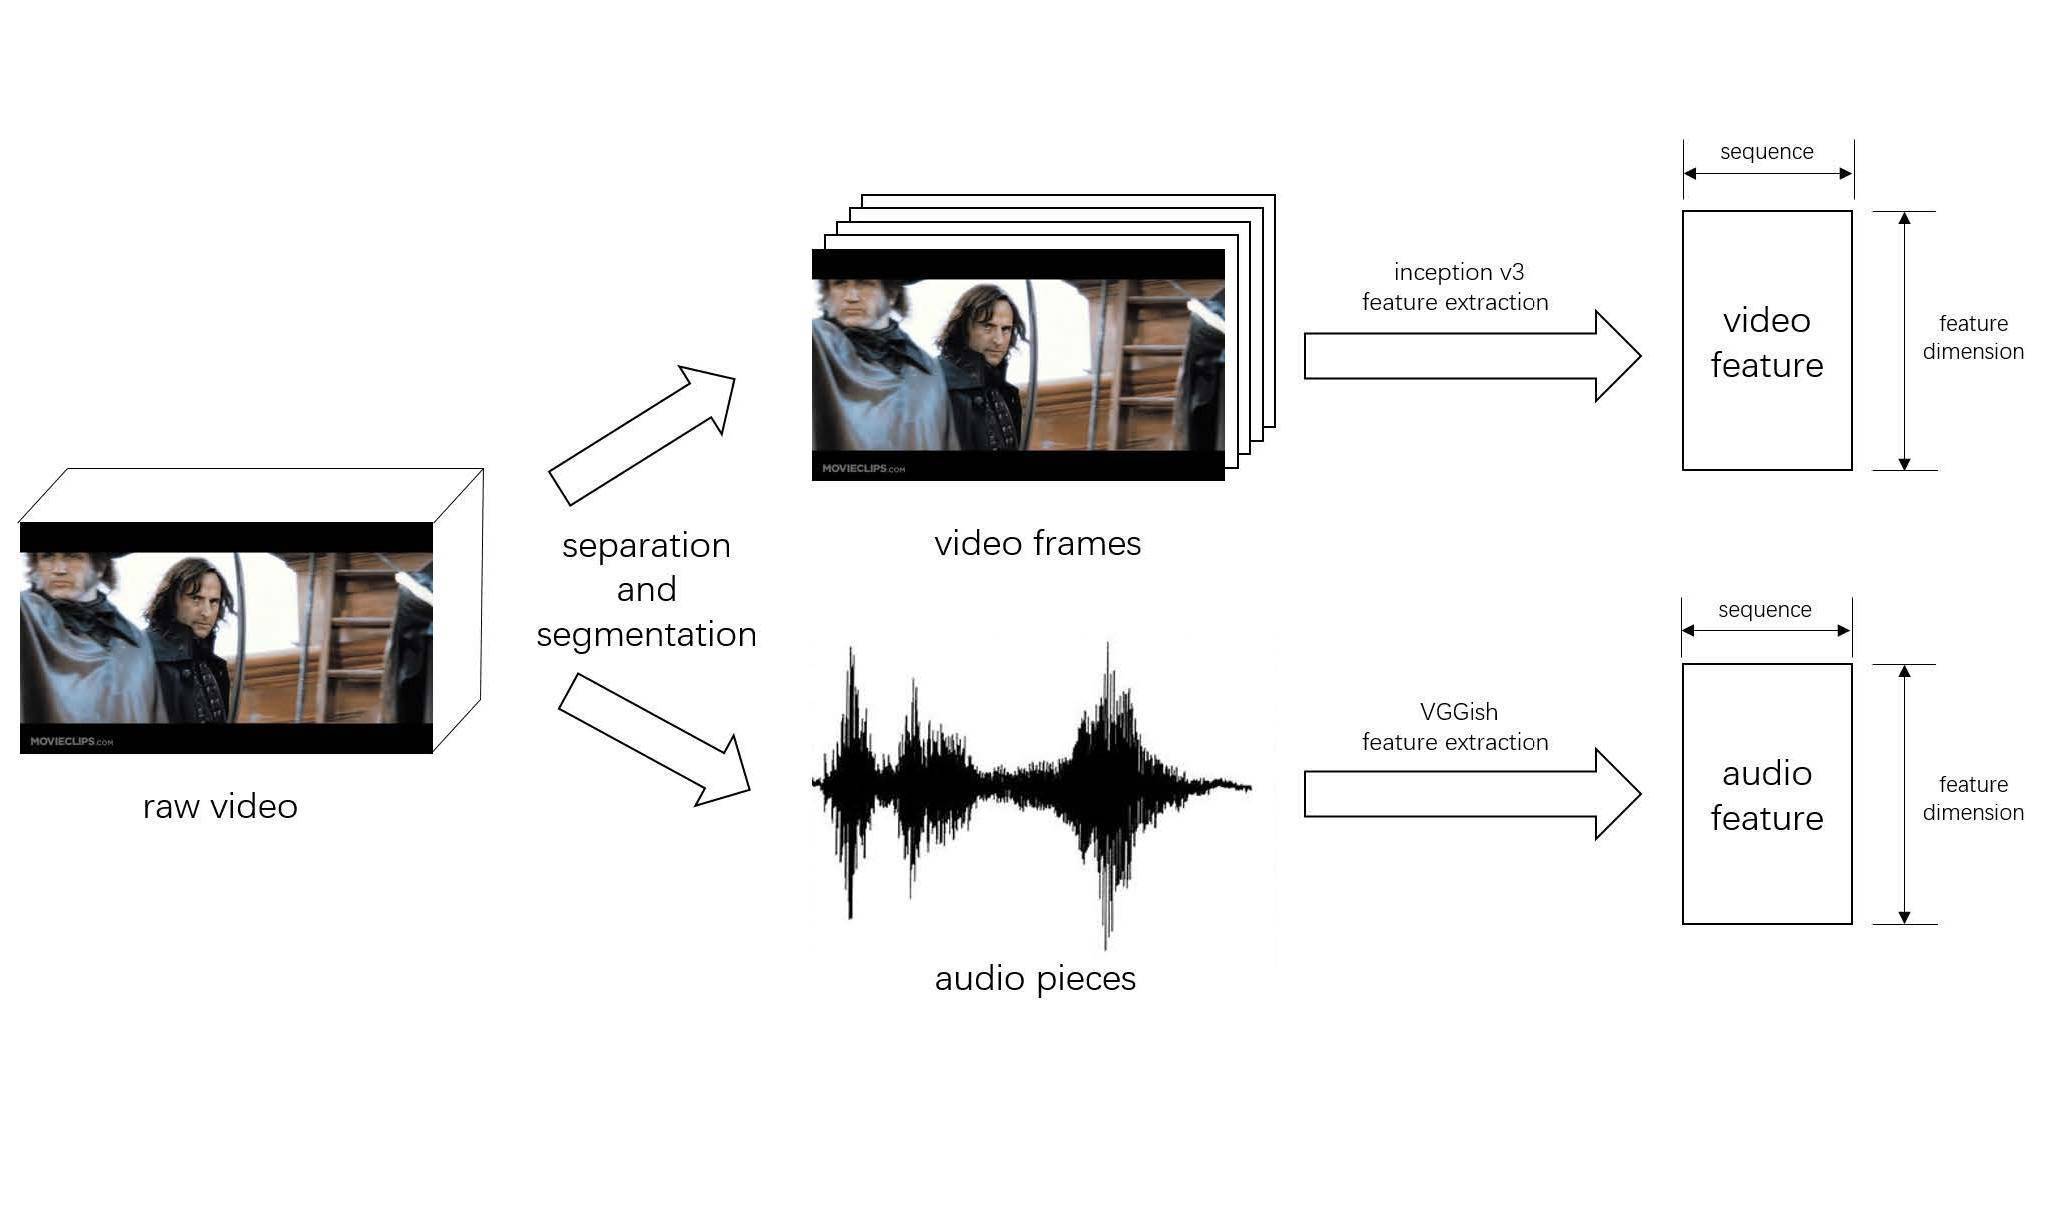 sequence
inception v3
feature extraction
video
feature
feature
dimension
MOVIECLIPS.COM
separation
and
segmentation
video frames
MOVIECLIPS.COM
raw video
sequence
VGGish
feature extraction
audio
feature
feature
dimension
audio pieces